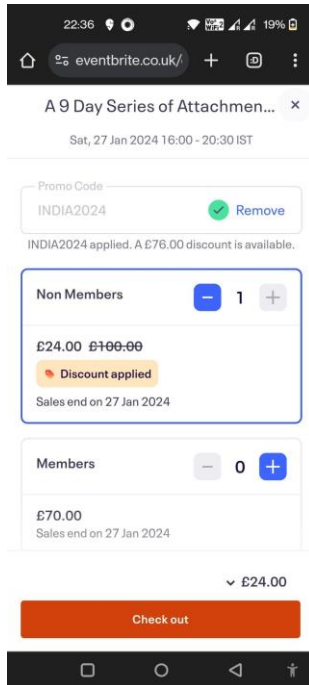 22:36 19%
eventbrite.co.uk/
A 9 Day Series of Attachmen...
Sat, 27 Jan 2024 16:00 - 20:30 IST
Promo Code
INDIA2024 Remove
INDIA2024 applied. A £76.00 discount is available.
Non Members 1
£24.00 £100.00
Discount applied
Sales end on 27 Jan 2024
Members 0
£70.00
Sales end on 27 Jan 2024
£24.00
Check out